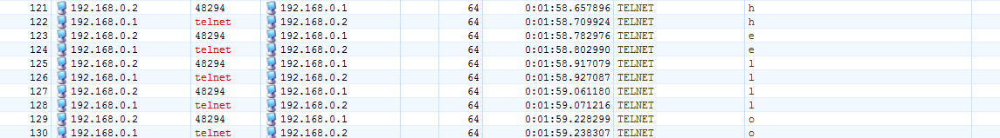 121 192.168.0.2 48294 192.168.0.1 64 0:01:58.657896 TELNET h
122 192.168.0.1 telnet 192.168.0.2 64 0:01:58.709924 TELNET h
123 192.168.0.2 48294 192.168.0.1 64 0:01:58.782976 TELNET e
124 192.168.0.1 telnet 192.168.0.2 64 0:01:58.802990 TELNET e
125 192.168.0.2 48294 192.168.0.1 64 0:01:58.917079 TELNET l
126 192.168.0.1 telnet 192.168.0.2 64 0:01:58.927087 TELNET l
127 192.168.0.2 48294 192.168.0.1 64 0:01:59.061180 TELNET l
128 192.168.0.1 telnet 192.168.0.2 64 0:01:59.071216 TELNET l
129 192.168.0.2 48294 192.168.0.1 64 0:01:59.228299 TELNET o
130 192.168.0.1 telnet 192.168.0.2 64 0:01:59.238307 TELNET o